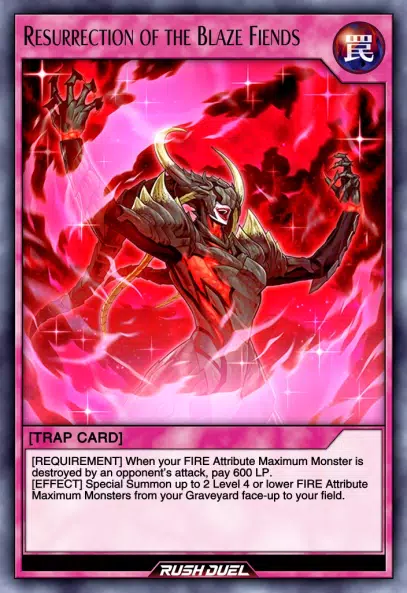 Resurrection of the Blaze Fiends
罠
[TRAP CARD]
[REQUIREMENT] When your FIRE Attribute Maximum Monster is
destroyed by an opponent's attack, pay 600 LP.
[EFFECT] Special Summon up to 2 Level 4 or lower FIRE Attribute
Maximum Monsters from your Graveyard face-up to your field.
RUSH DUEL